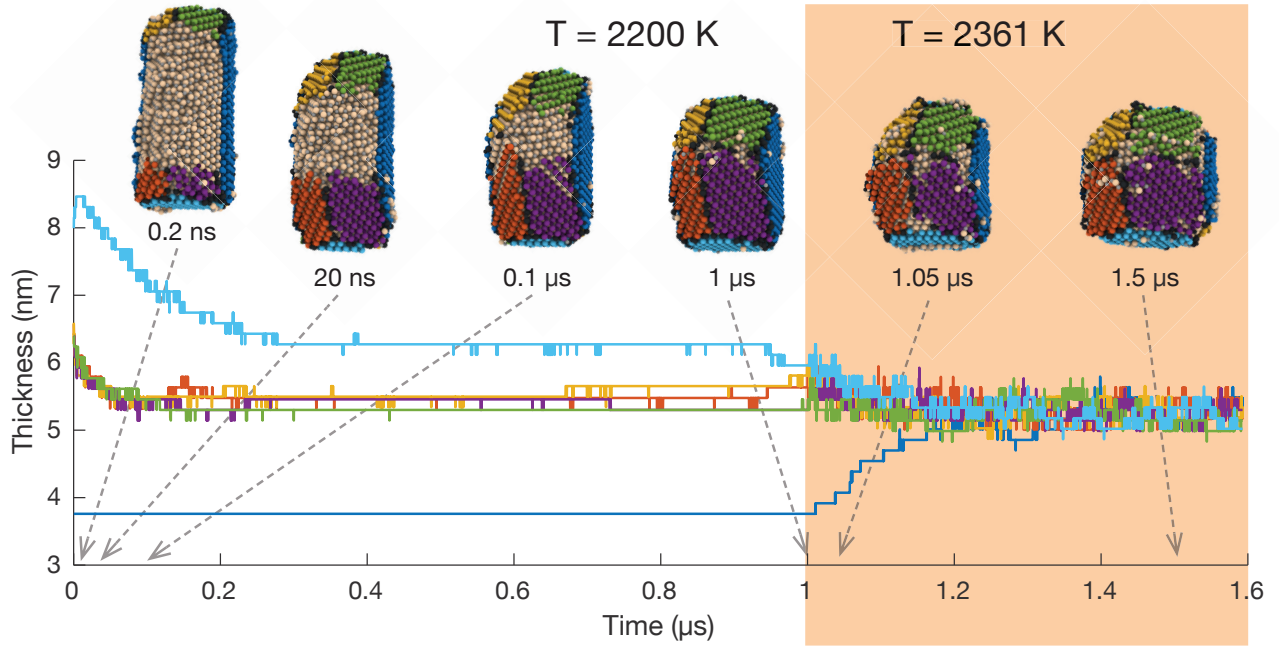 T = 2200 K
T = 2361 K
0.2 ns
20 ns
0.1 µs
1 µs
1.05 µs
1.5 µs
Thickness (nm)
9
8
7
6
5
4
3
0
0.2
0.4
0.6
0.8
1
1.2
1.4
1.6
Time (µs)